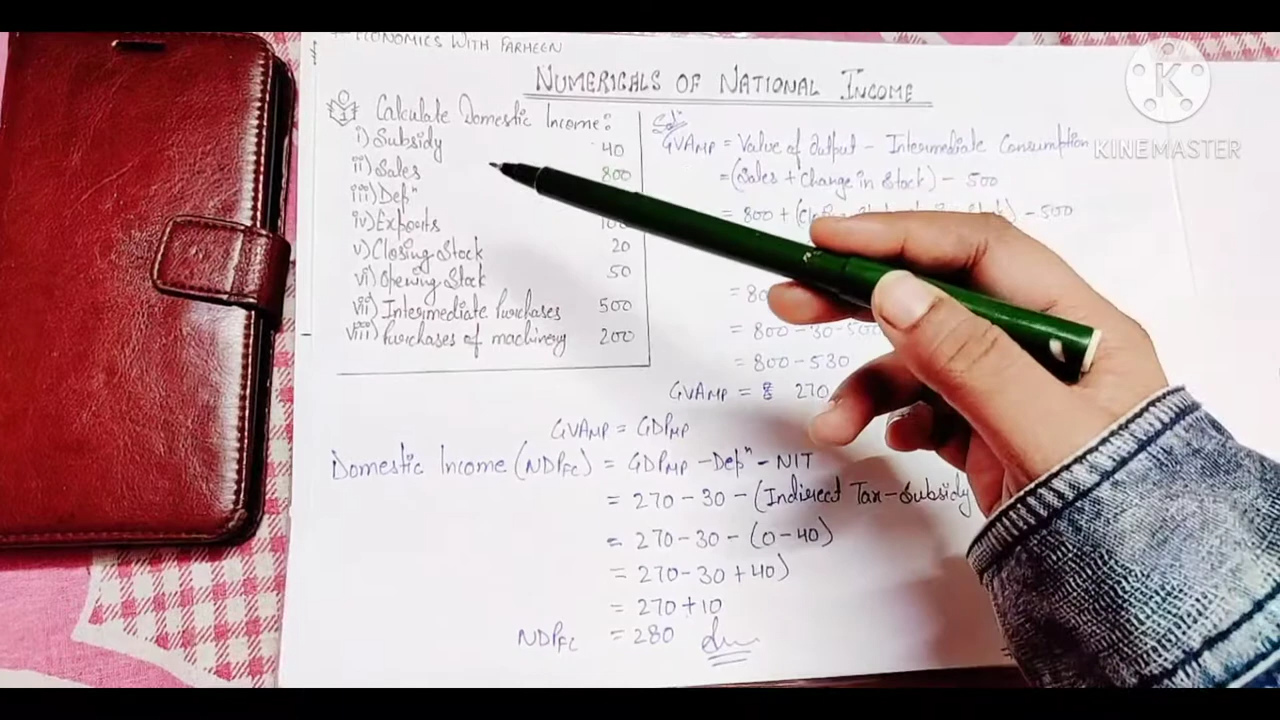 ECONOMICS WITH FARHEEN
NUMERICALS OF NATIONAL INCOME
Calculate Domestic Income:
i) Subsidy 40
ii) Sales 800
iii) Depⁿ
iv) Exports 100
v) Closing Stock 20
vi) Opening Stock 50
vii) Intermediate Purchases 500
viii) Purchases of machinery 200
Solⁿ
GVAMP = Value of Output - Intermediate Consumption
= (Sales + Change in Stock) - 500
= 800 + - 500
= 80
= 800 - 30 - 500
= 800 - 530
GVAMP = 270
GVAMP = GDPMP
Domestic Income (NDPFC) = GDPMP - Depⁿ - NIT
= 270 - 30 - (Indirect Tax - Subsidy
= 270 - 30 - (0 - 40)
= 270 - 30 + 40)
= 270 + 10
NDPFC = 280
K
KINEMASTER